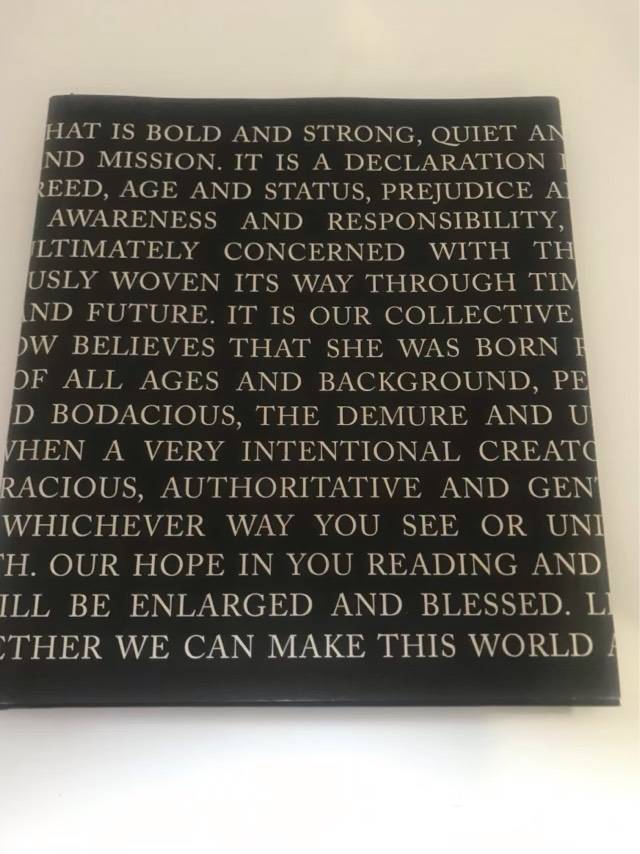 HAT IS BOLD AND STRONG, QUIET AN
ND MISSION. IT IS A DECLARATION
REED, AGE AND STATUS, PREJUDICE A
AWARENESS AND RESPONSIBILITY,
LTIMATELY CONCERNED WITH TH
USLY WOVEN ITS WAY THROUGH TIM
ND FUTURE. IT IS OUR COLLECTIVE
OW BELIEVES THAT SHE WAS BORN F
OF ALL AGES AND BACKGROUND, PE
D BODACIOUS, THE DEMURE AND U
WHEN A VERY INTENTIONAL CREATO
RACIOUS, AUTHORITATIVE AND GENT
WHICHEVER WAY YOU SEE OR UNI
H. OUR HOPE IN YOU READING AND
ILL BE ENLARGED AND BLESSED. LI
ETHER WE CAN MAKE THIS WORLD A